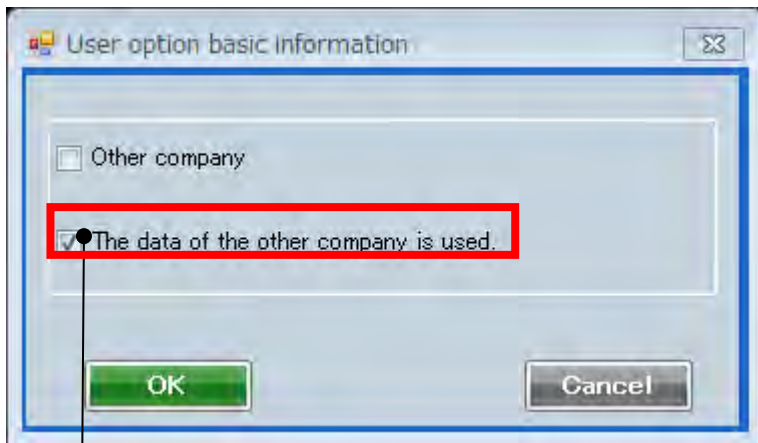 User option basic information
Other company
The data of the other company is used.
OK
Cancel